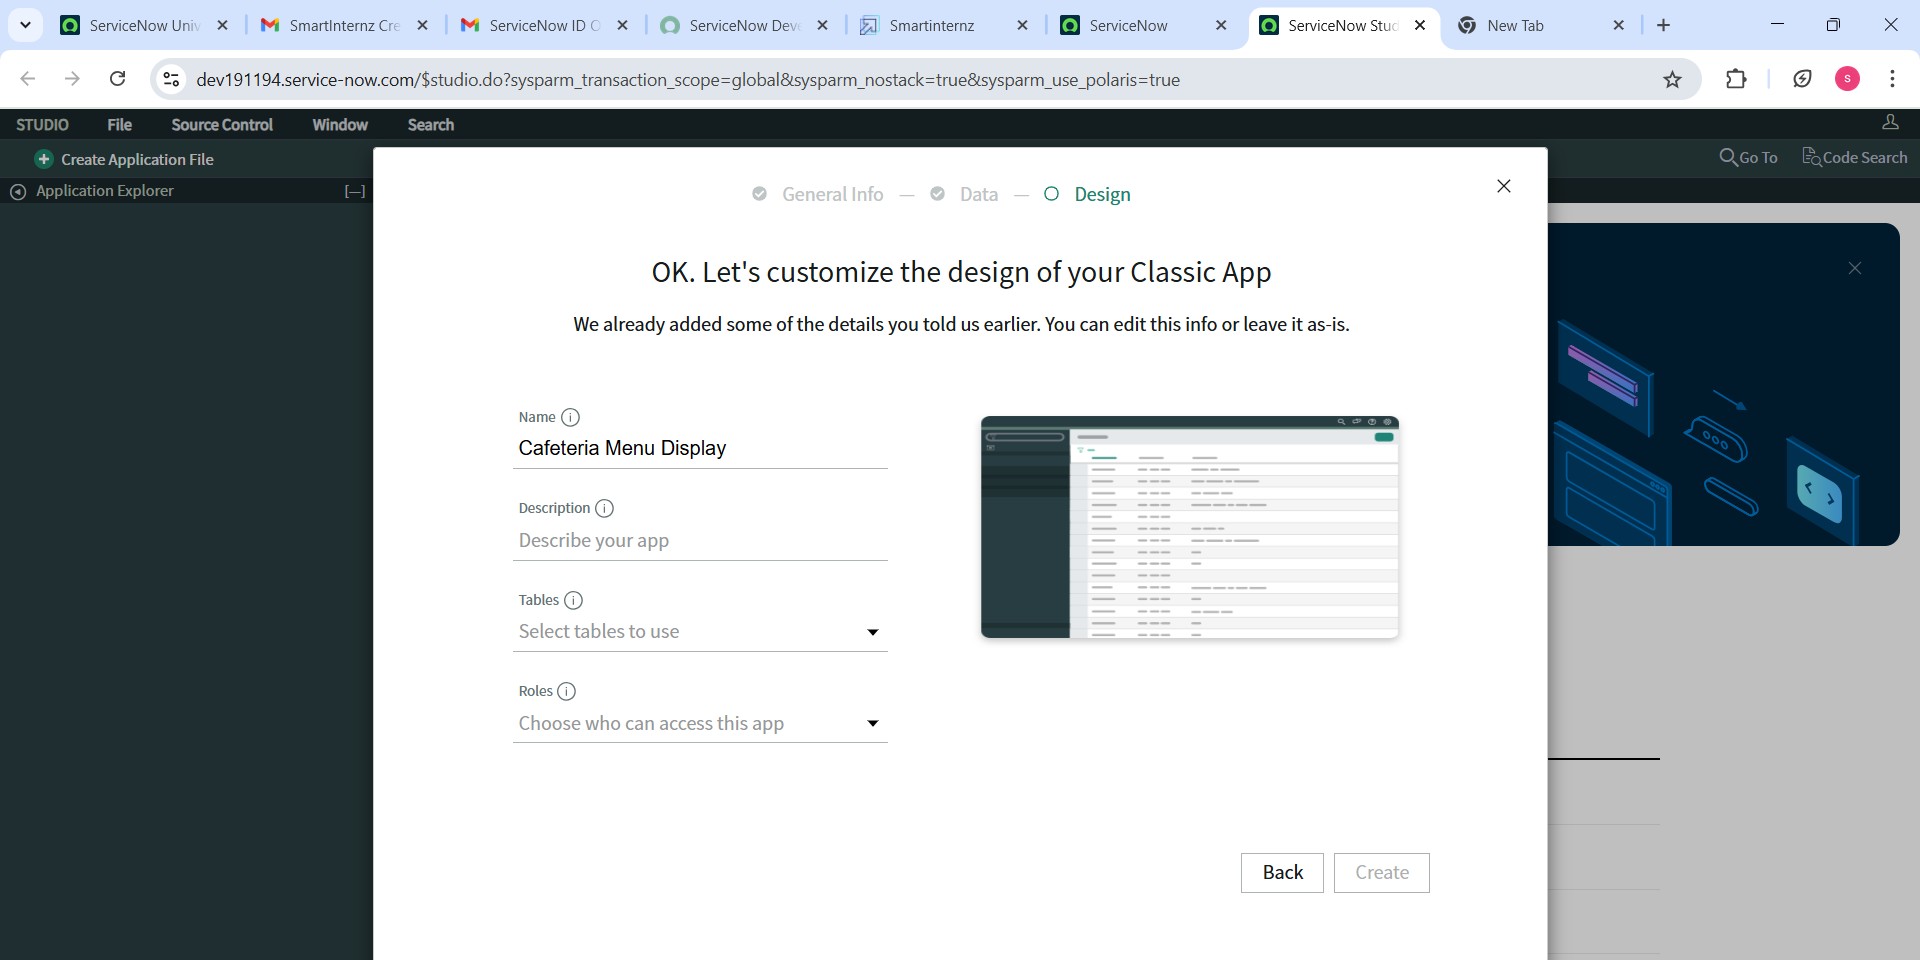 ServiceNow Univ
SmartInternz Cre
ServiceNow ID O
ServiceNow Deve
Smartinternz
ServiceNow
ServiceNow Stud
New Tab
dev191194.service-now.com/$studio.do?sysparm_transaction_scope=global&sysparm_nostack=true&sysparm_use_polaris=true
S
STUDIO File Source Control Window Search
Create Application File
Go To Code Search
Application Explorer
General Info — Data — Design
OK. Let's customize the design of your Classic App
We already added some of the details you told us earlier. You can edit this info or leave it as-is.
Name
Cafeteria Menu Display
Description
Describe your app
Tables
Select tables to use
Roles
Choose who can access this app
Back Create